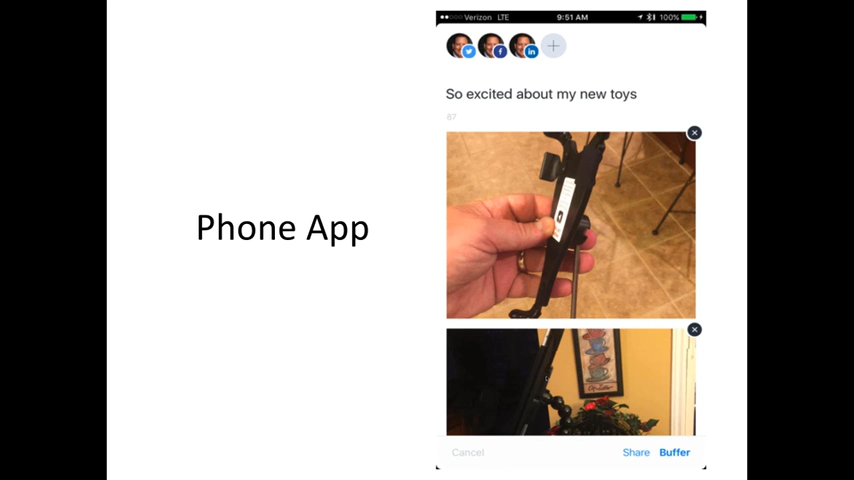 Phone App
Verizon LTE 9:51 AM 100%
So excited about my new toys
87
Cancel Share Buffer